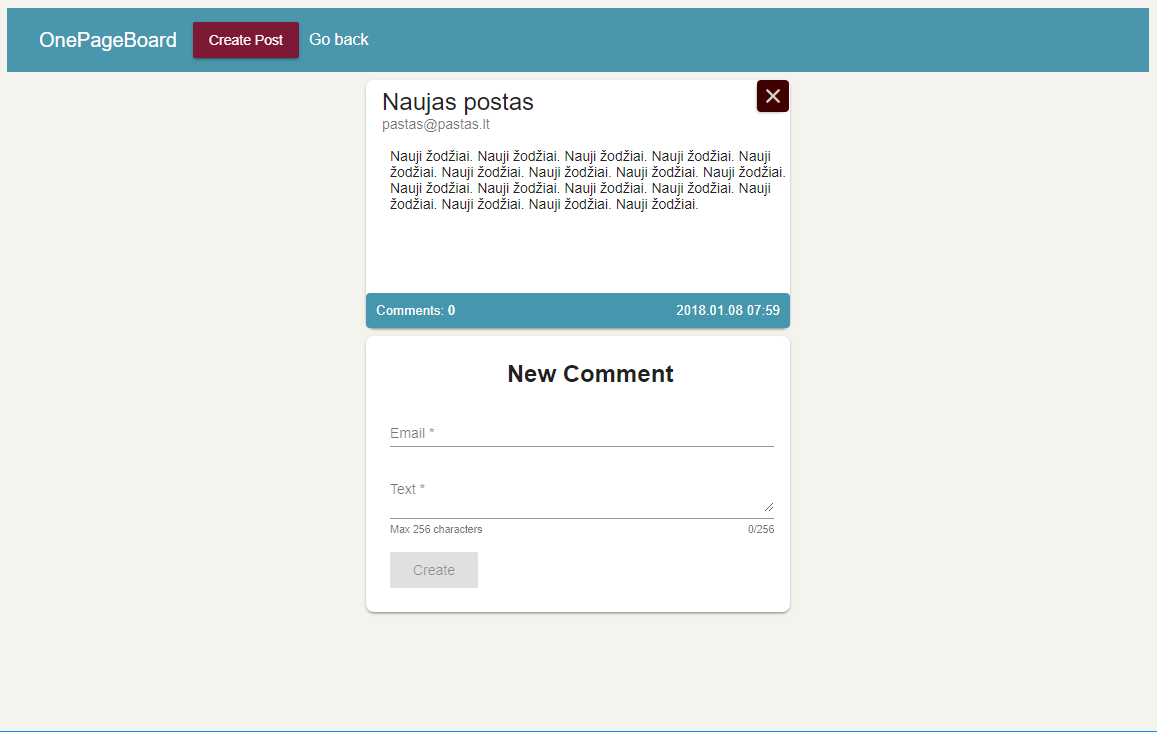 OnePageBoard Create Post Go back
Naujas postas
pastas@pastas.lt
Nauji žodžiai. Nauji žodžiai. Nauji žodžiai. Nauji žodžiai. Nauji
žodžiai. Nauji žodžiai. Nauji žodžiai. Nauji žodžiai. Nauji žodžiai.
Nauji žodžiai. Nauji žodžiai. Nauji žodžiai. Nauji žodžiai. Nauji
žodžiai. Nauji žodžiai. Nauji žodžiai. Nauji žodžiai.
Comments: 0 2018.01.08 07:59
New Comment
Email *
Text *
Max 256 characters 0/256
Create